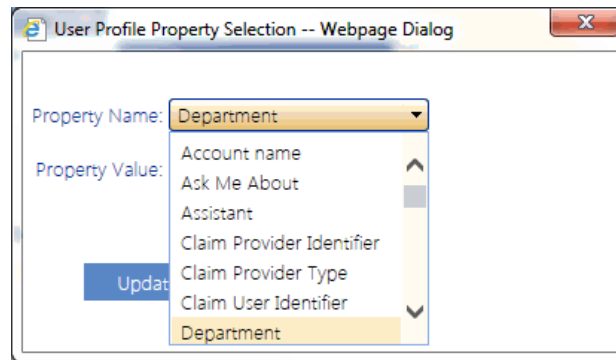 User Profile Property Selection -- Webpage Dialog
Property Name: Department
Account name
Property Value:
Ask Me About
Assistant
Claim Provider Identifier
Claim Provider Type
Claim User Identifier
Department